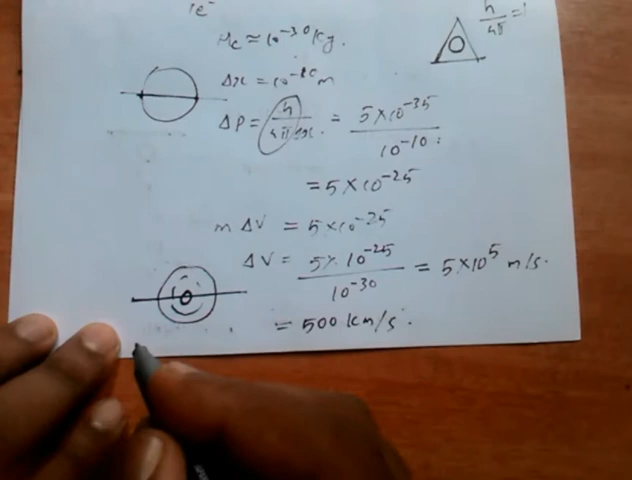 1e⁻
h/4π =
Me ≈ 10⁻³⁰ kg.
Δx = 10⁻¹⁰ m
ΔP = h/4πΔx. = 5×10⁻³⁵/10⁻¹⁰ :
= 5×10⁻²⁵
m ΔV = 5×10⁻²⁵
ΔV = 5×10⁻²⁵/10⁻³⁰ = 5×10⁵ m/s.
= 500 km/s.